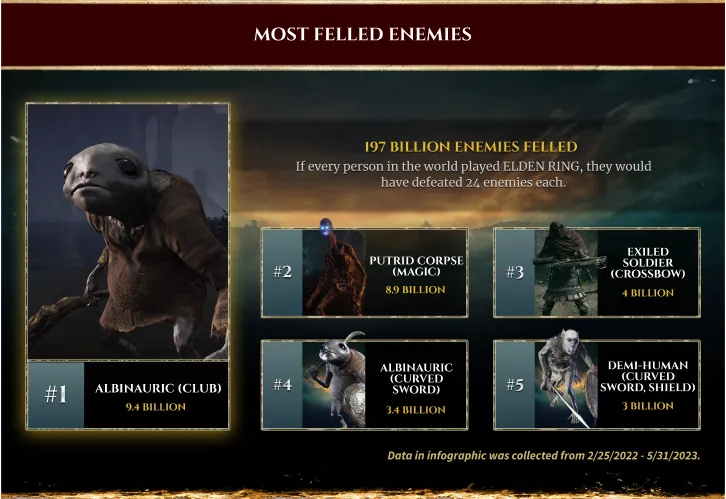 MOST FELLED ENEMIES
197 BILLION ENEMIES FELLED
If every person in the world played ELDEN RING, they would
have defeated 24 enemies each.
#1
ALBINAURIC (CLUB)
9.4 BILLION
#2
PUTRID CORPSE
(MAGIC)
8.9 BILLION
#3
EXILED
SOLDIER
(CROSSBOW)
4 BILLION
#4
ALBINAURIC
(CURVED
SWORD)
3.4 BILLION
#5
DEMI-HUMAN
(CURVED
SWORD, SHIELD)
3 BILLION
Data in infographic was collected from 2/25/2022 - 5/31/2023.